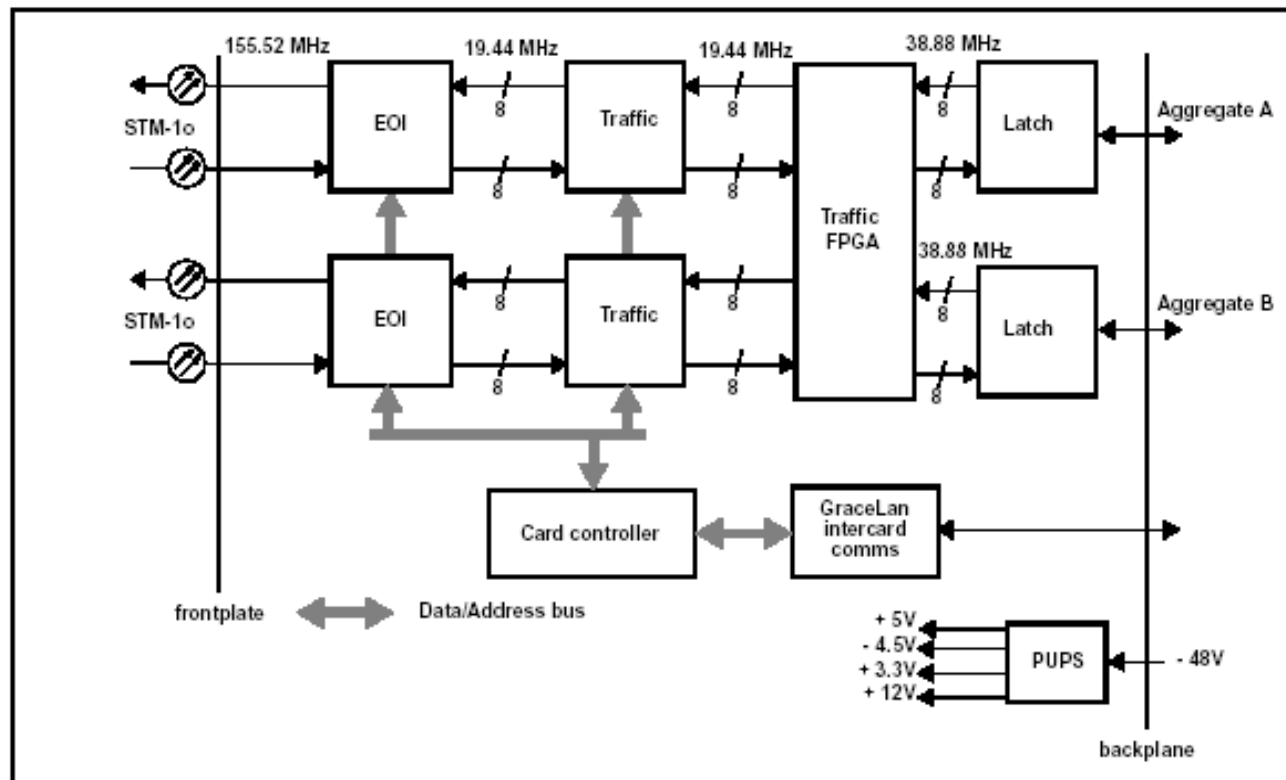 155.52 MHz
19.44 MHz
19.44 MHz
38.88 MHz
8
8
8
STM-1o
EOI
Traffic
Latch
Aggregate A
8
8
8
Traffic
FPGA
38.88 MHz
8
8
8
STM-1o
EOI
Traffic
Latch
Aggregate B
8
8
8
Card controller
GraceLan
intercard
comms
frontplate
Data/Address bus
+ 5V
- 4.5V
+ 3.3V
+ 12V
PUPS
- 48V
backplane